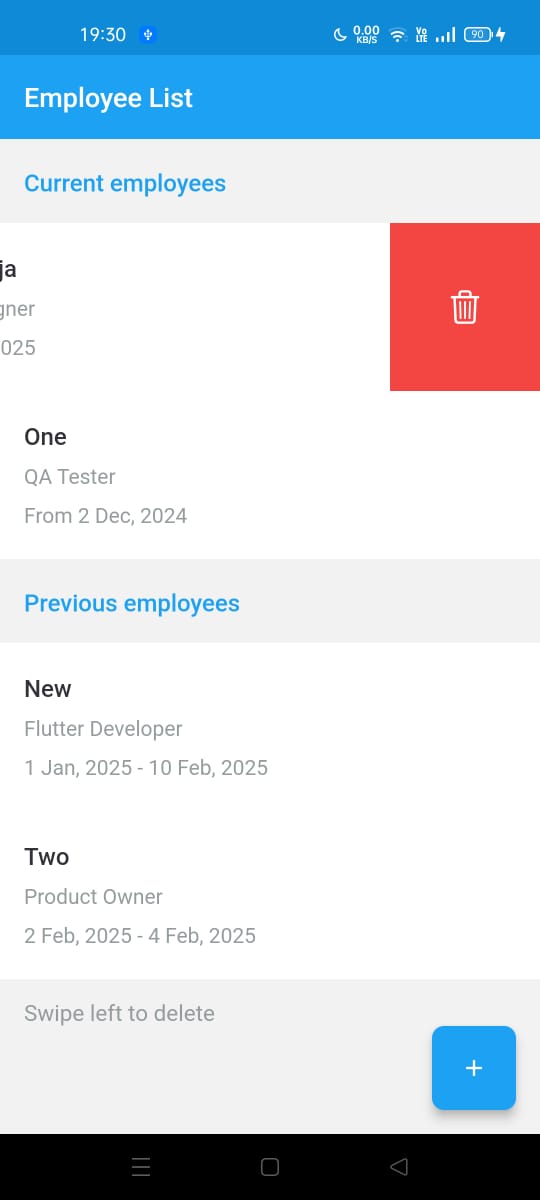 19:30 0.00 KB/S Vo LTE 90
Employee List
Current employees
ja
gner
025
One
QA Tester
From 2 Dec, 2024
Previous employees
New
Flutter Developer
1 Jan, 2025 - 10 Feb, 2025
Two
Product Owner
2 Feb, 2025 - 4 Feb, 2025
Swipe left to delete
+